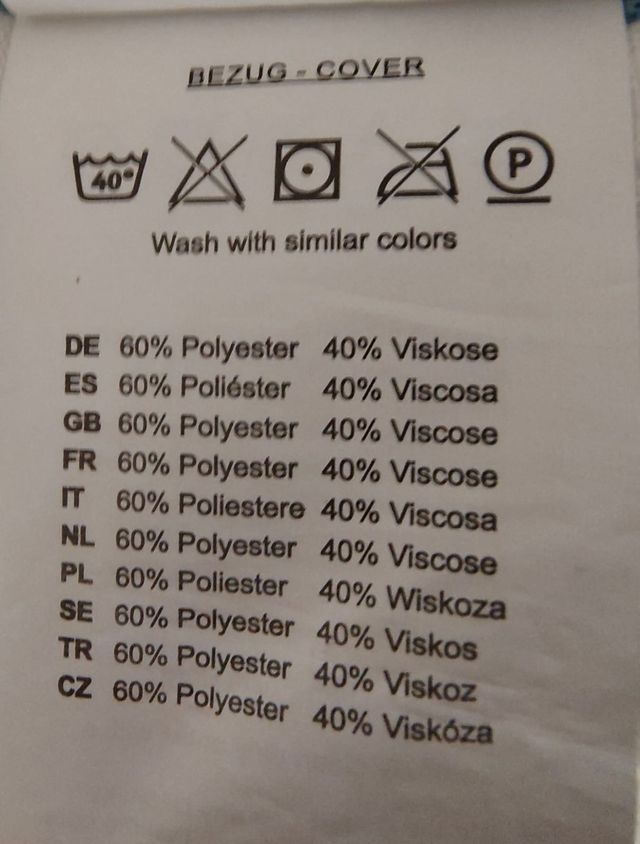 BEZUG - COVER
40° P
Wash with similar colors
DE 60% Polyester 40% Viskose
ES 60% Poliéster 40% Viscosa
GB 60% Polyester 40% Viscose
FR 60% Polyester 40% Viscose
IT 60% Poliestere 40% Viscosa
NL 60% Polyester 40% Viscose
PL 60% Poliester 40% Wiskoza
SE 60% Polyester 40% Viskos
TR 60% Polyester 40% Viskoz
CZ 60% Polyester 40% Viskóza